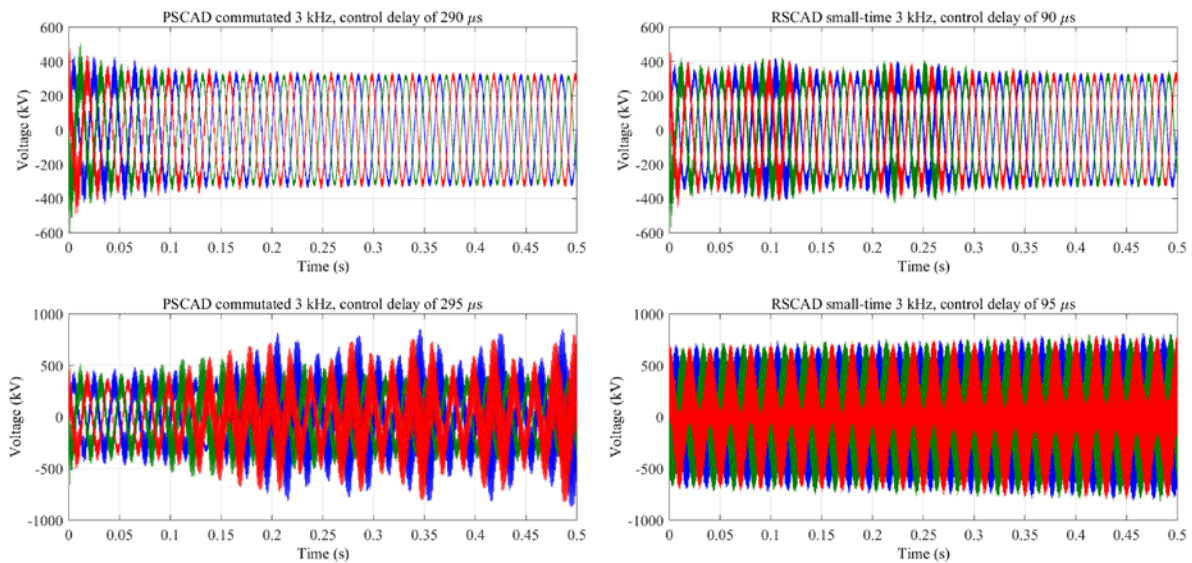 PSCAD commutated 3 kHz, control delay of 290 μs
600
400
200
0
-200
-400
-600
Voltage (kV)
0 0.05 0.1 0.15 0.2 0.25 0.3 0.35 0.4 0.45 0.5
Time (s)
RSCAD small-time 3 kHz, control delay of 90 μs
600
400
200
0
-200
-400
-600
Voltage (kV)
0 0.05 0.1 0.15 0.2 0.25 0.3 0.35 0.4 0.45 0.5
Time (s)
PSCAD commutated 3 kHz, control delay of 295 μs
1000
500
0
-500
-1000
Voltage (kV)
0 0.05 0.1 0.15 0.2 0.25 0.3 0.35 0.4 0.45 0.5
Time (s)
RSCAD small-time 3 kHz, control delay of 95 μs
1000
500
0
-500
-1000
Voltage (kV)
0 0.05 0.1 0.15 0.2 0.25 0.3 0.35 0.4 0.45 0.5
Time (s)